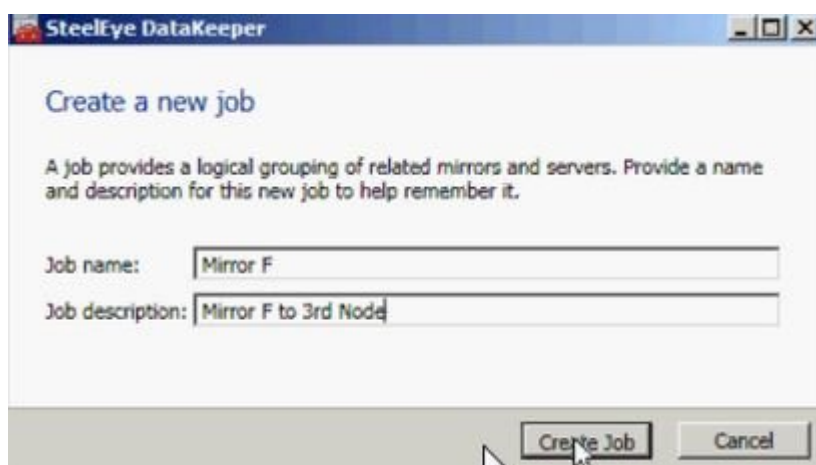 SteelEye DataKeeper
Create a new job
A job provides a logical grouping of related mirrors and servers. Provide a name
and description for this new job to help remember it.
Job name: Mirror F
Job description: Mirror F to 3rd Node
Create Job Cancel